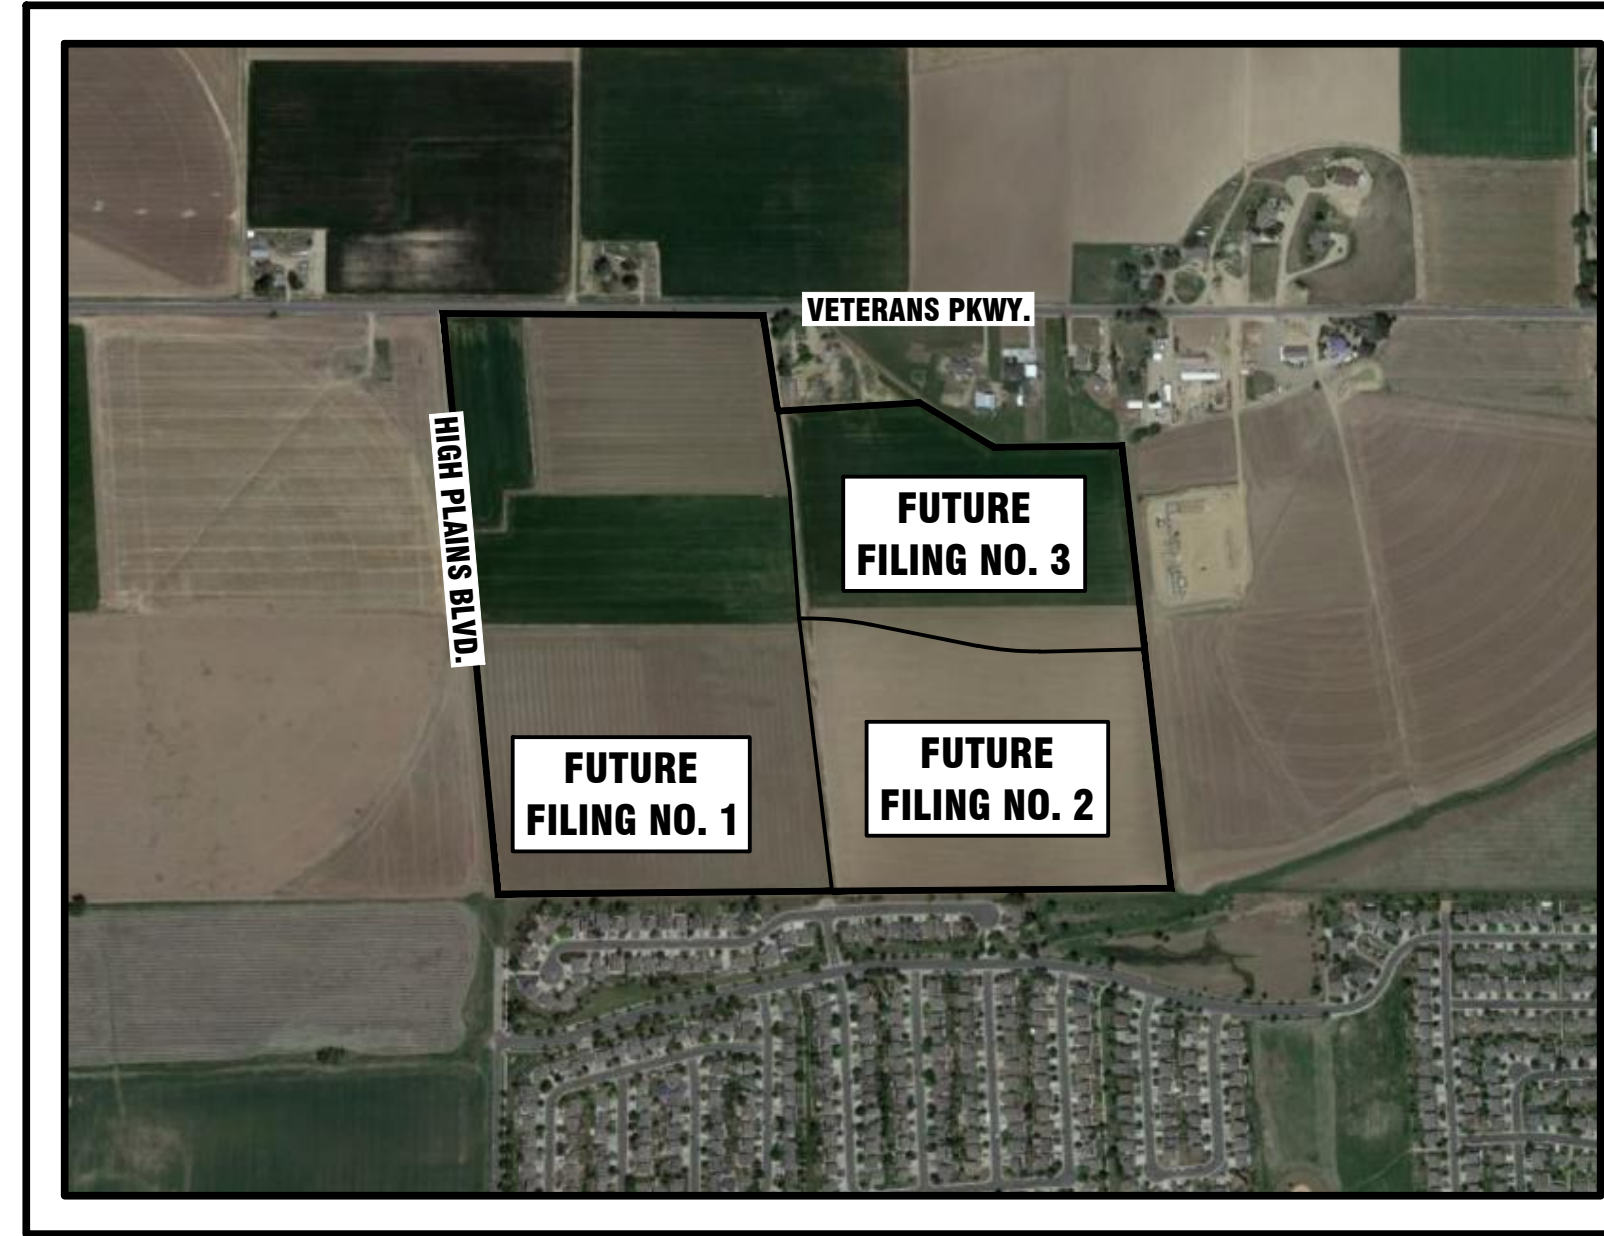 VETERANS PKWY.
HIGH PLAINS BLVD.
FUTURE
FILING NO. 3
FUTURE
FILING NO. 1
FUTURE
FILING NO. 2